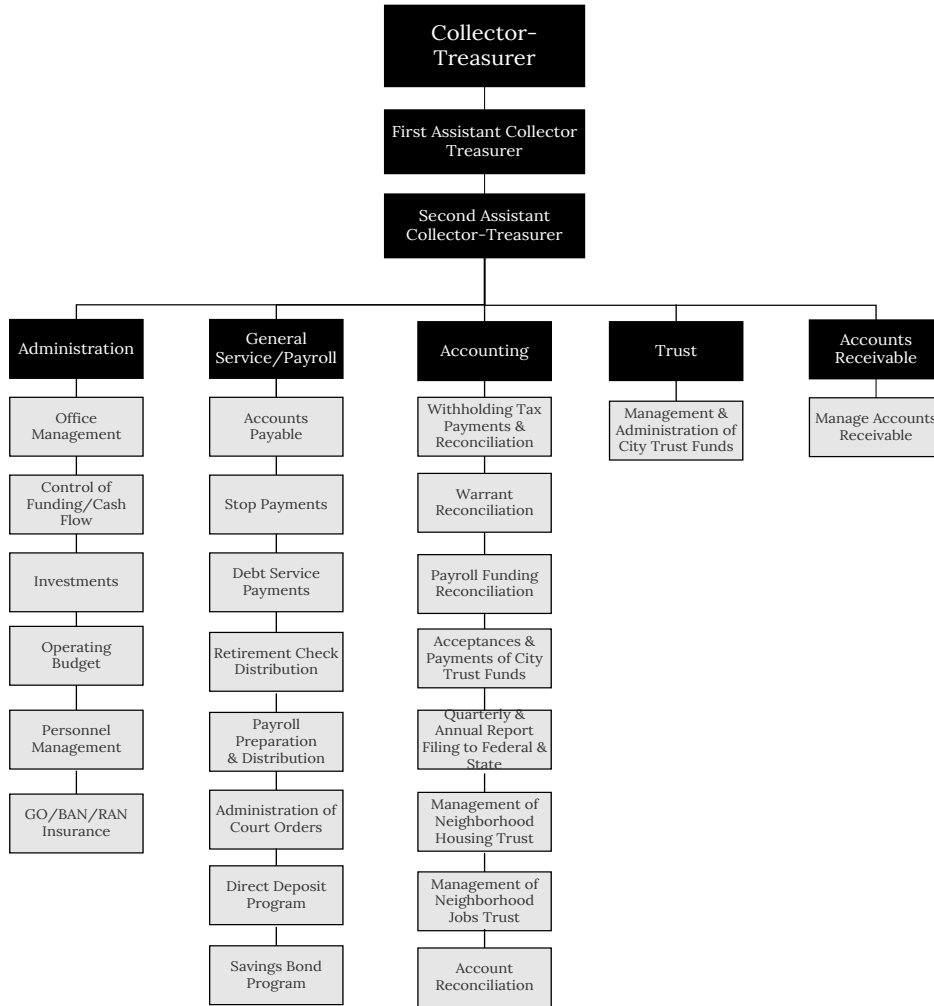 Collector-
Treasurer
First Assistant Collector
Treasurer
Second Assistant
Collector-Treasurer
Administration
Office
Management
Control of
Funding/Cash
Flow
Investments
Operating
Budget
Personnel
Management
GO/BAN/RAN
Insurance
General
Service/Payroll
Accounts
Payable
Stop Payments
Debt Service
Payments
Retirement Check
Distribution
Payroll
Preparation
& Distribution
Administration of
Court Orders
Direct Deposit
Program
Savings Bond
Program
Accounting
Withholding Tax
Payments &
Reconciliation
Warrant
Reconciliation
Payroll Funding
Reconciliation
Acceptances &
Payments of City
Trust Funds
Quarterly &
Annual Report
Filing to Federal &
State
Management of
Neighborhood
Housing Trust
Management of
Neighborhood
Jobs Trust
Account
Reconciliation
Trust
Management &
Administration of
City Trust Funds
Accounts
Receivable
Manage Accounts
Receivable